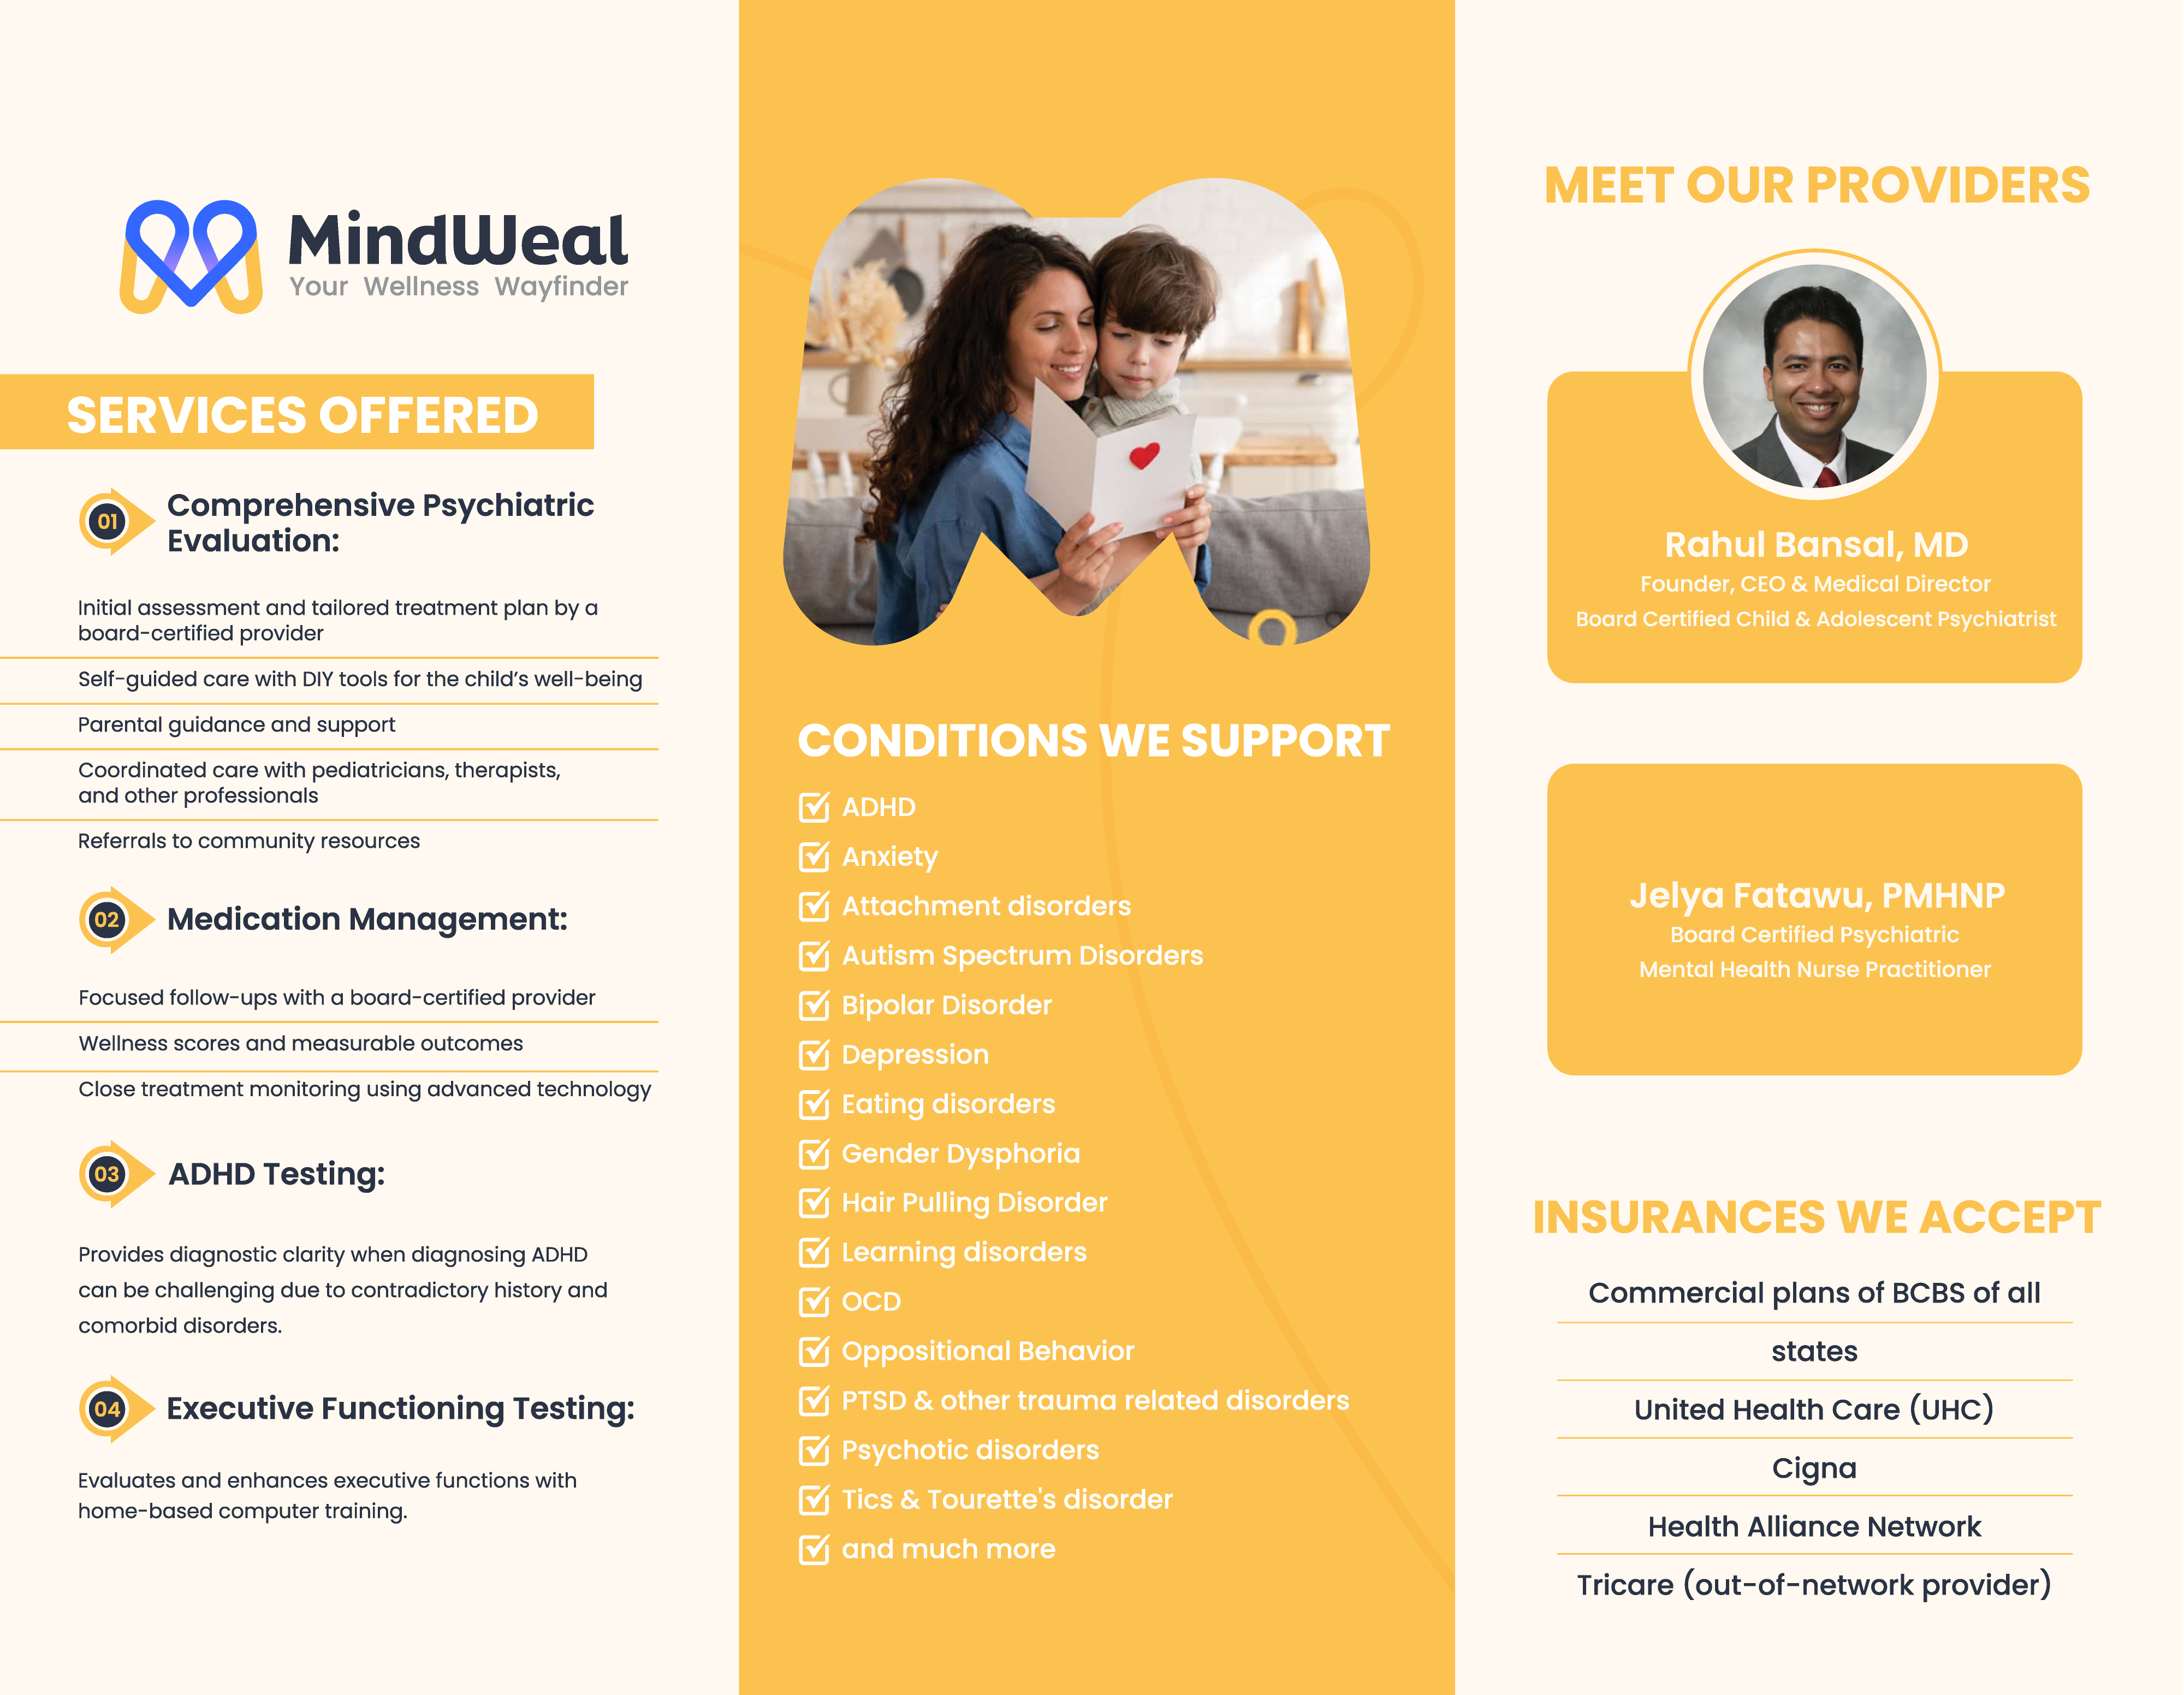 MindWeal
Your Wellness Wayfinder
SERVICES OFFERED
01
Comprehensive Psychiatric
Evaluation:
Initial assessment and tailored treatment plan by a
board-certified provider
Self-guided care with DIY tools for the child's well-being
Parental guidance and support
Coordinated care with pediatricians, therapists,
and other professionals
Referrals to community resources
02
Medication Management:
Focused follow-ups with a board-certified provider
Wellness scores and measurable outcomes
Close treatment monitoring using advanced technology
03
ADHD Testing:
Provides diagnostic clarity when diagnosing ADHD
can be challenging due to contradictory history and
comorbid disorders.
04
Executive Functioning Testing:
Evaluates and enhances executive functions with
home-based computer training.
CONDITIONS WE SUPPORT
ADHD
Anxiety
Attachment disorders
Autism Spectrum Disorders
Bipolar Disorder
Depression
Eating disorders
Gender Dysphoria
Hair Pulling Disorder
Learning disorders
OCD
Oppositional Behavior
PTSD & other trauma related disorders
Psychotic disorders
Tics & Tourette's disorder
and much more
MEET OUR PROVIDERS
Rahul Bansal, MD
Founder, CEO & Medical Director
Board Certified Child & Adolescent Psychiatrist
Jelya Fatawu, PMHNP
Board Certified Psychiatric
Mental Health Nurse Practitioner
INSURANCES WE ACCEPT
Commercial plans of BCBS of all
states
United Health Care (UHC)
Cigna
Health Alliance Network
Tricare (out-of-network provider)